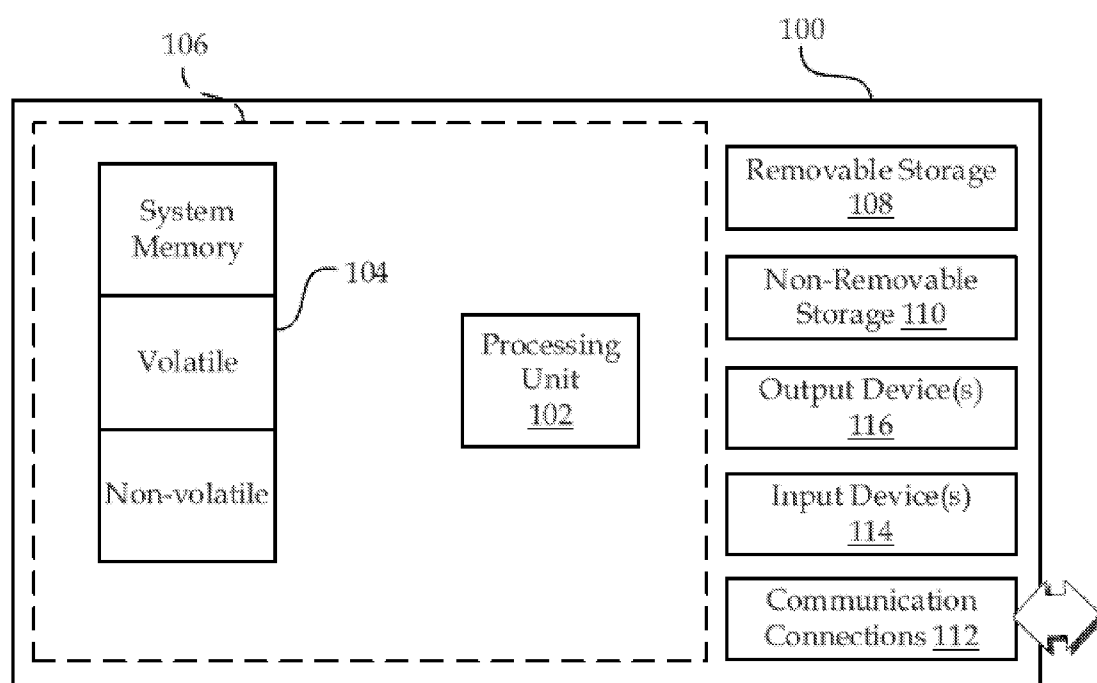 106
100
System
Memory
104
Volatile
Non-volatile
Processing
Unit
102
Removable Storage
108
Non-Removable
Storage 110
Output Device(s)
116
Input Device(s)
114
Communication
Connections 112